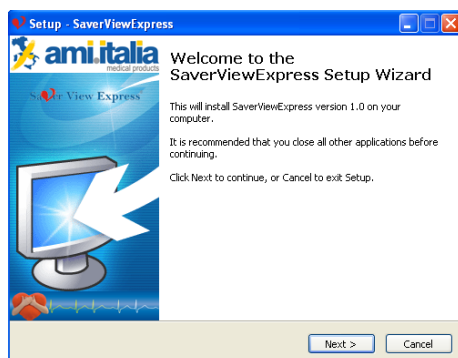 Setup - SaverViewExpress
ami.italia
medical products
Saver View Express
Welcome to the
SaverViewExpress Setup Wizard
This will install SaverViewExpress version 1.0 on your
computer.
It is recommended that you close all other applications before
continuing.
Click Next to continue, or Cancel to exit Setup.
Next >
Cancel